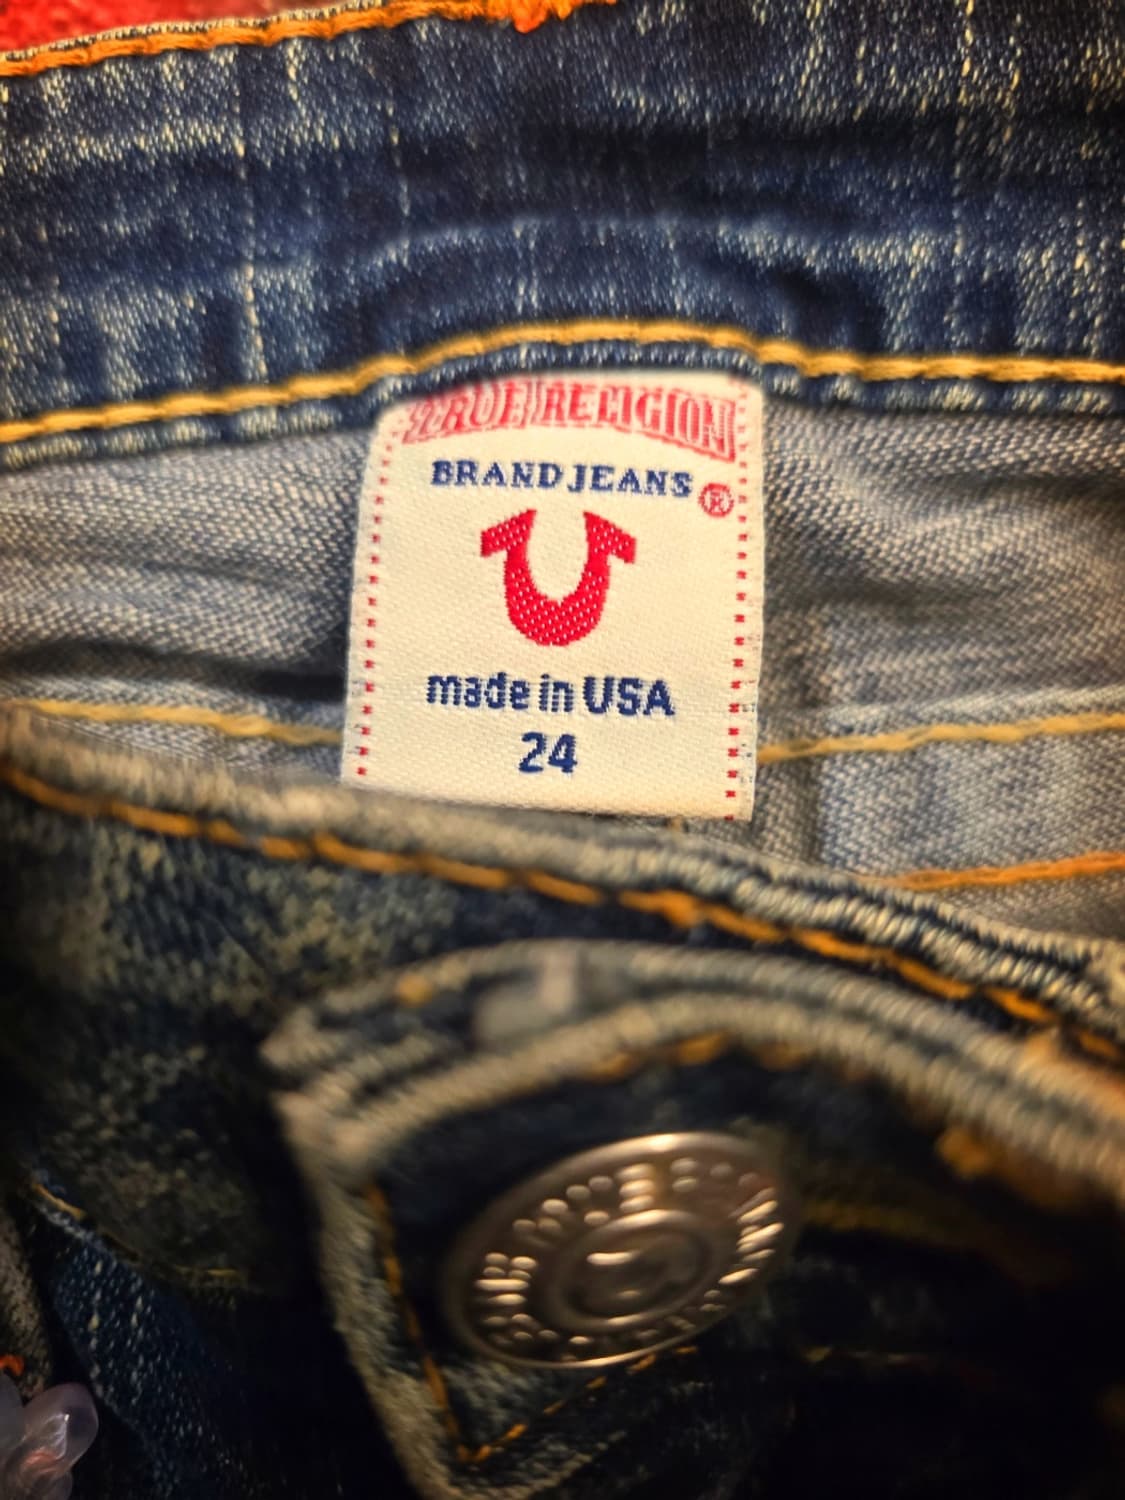 TRUE RELIGION
BRAND JEANS ®
made in USA
24